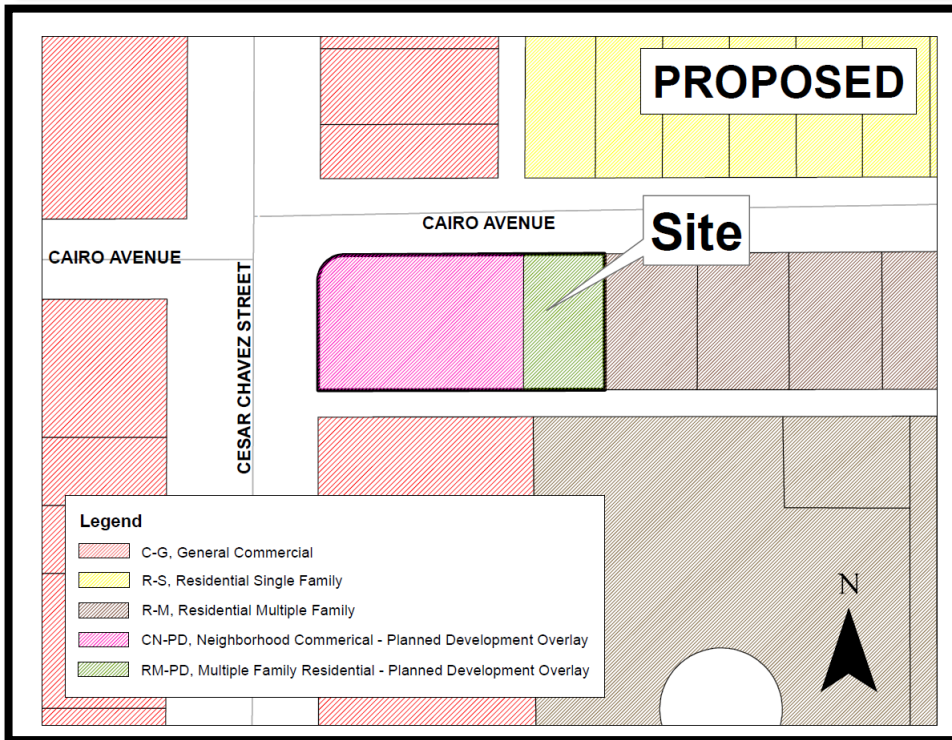 PROPOSED
CAIRO AVENUE
Site
CAIRO AVENUE
CESAR CHAVEZ STREET
Legend
C-G, General Commercial
R-S, Residential Single Family
R-M, Residential Multiple Family
CN-PD, Neighborhood Commerical - Planned Development Overlay
RM-PD, Multiple Family Residential - Planned Development Overlay
N